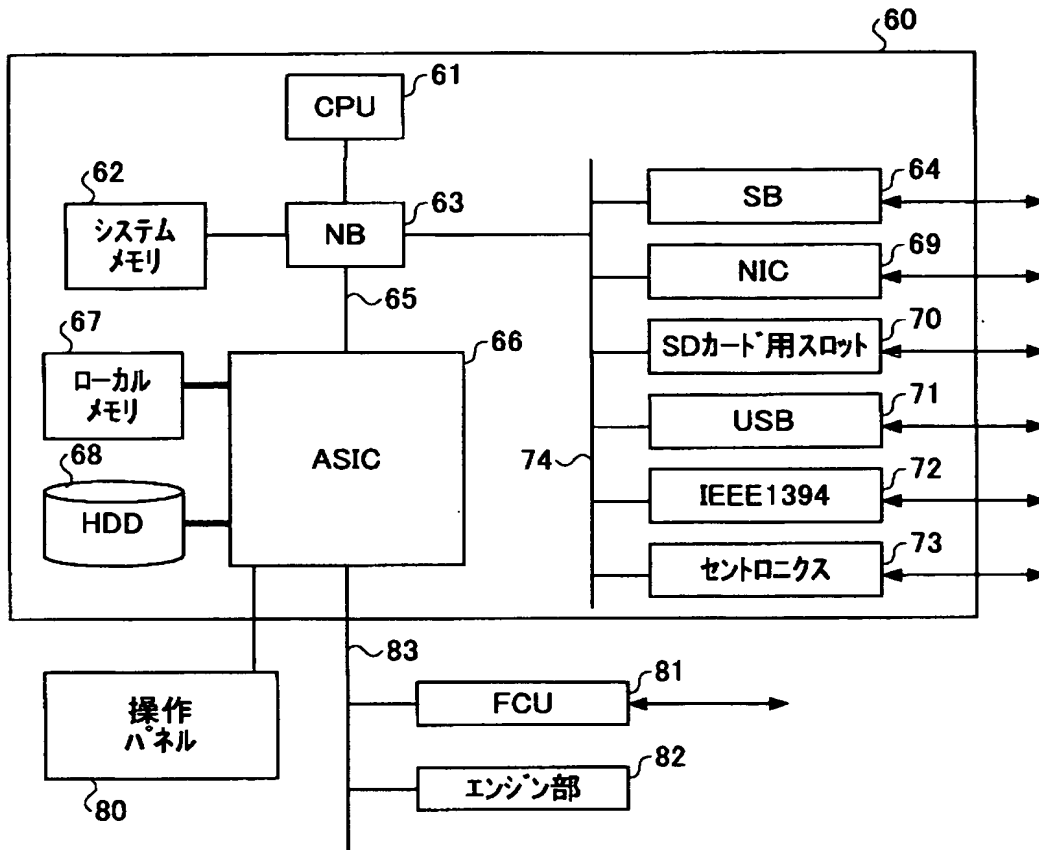 60
61
CPU
62
システム
メモリ
63
NB
64
SB
69
NIC
65
67
ローカル
メモリ
66
ASIC
70
SDカード用スロット
71
USB
68
HDD
74
72
IEEE1394
73
セントロニクス
83
操作
パネル
80
81
FCU
82
エンジン部